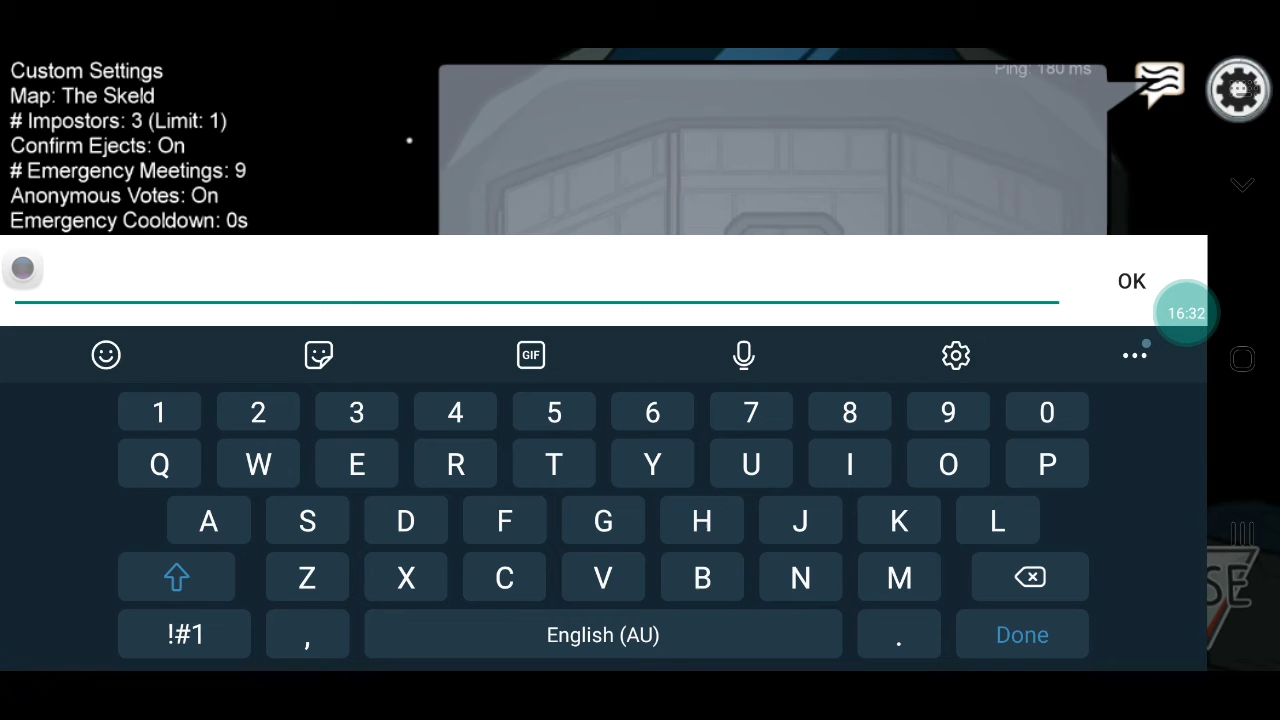 Custom Settings
Map: The Skeld
# Impostors: 3 (Limit: 1)
Confirm Ejects: On
# Emergency Meetings: 9
Anonymous Votes: On
Emergency Cooldown: 0s
Ping: 180 ms
OK
16:32
GIF
1 2 3 4 5 6 7 8 9 0
Q W E R T Y U I O P
A S D F G H J K L
Z X C V B N M
SE
!#1 , English (AU) . Done